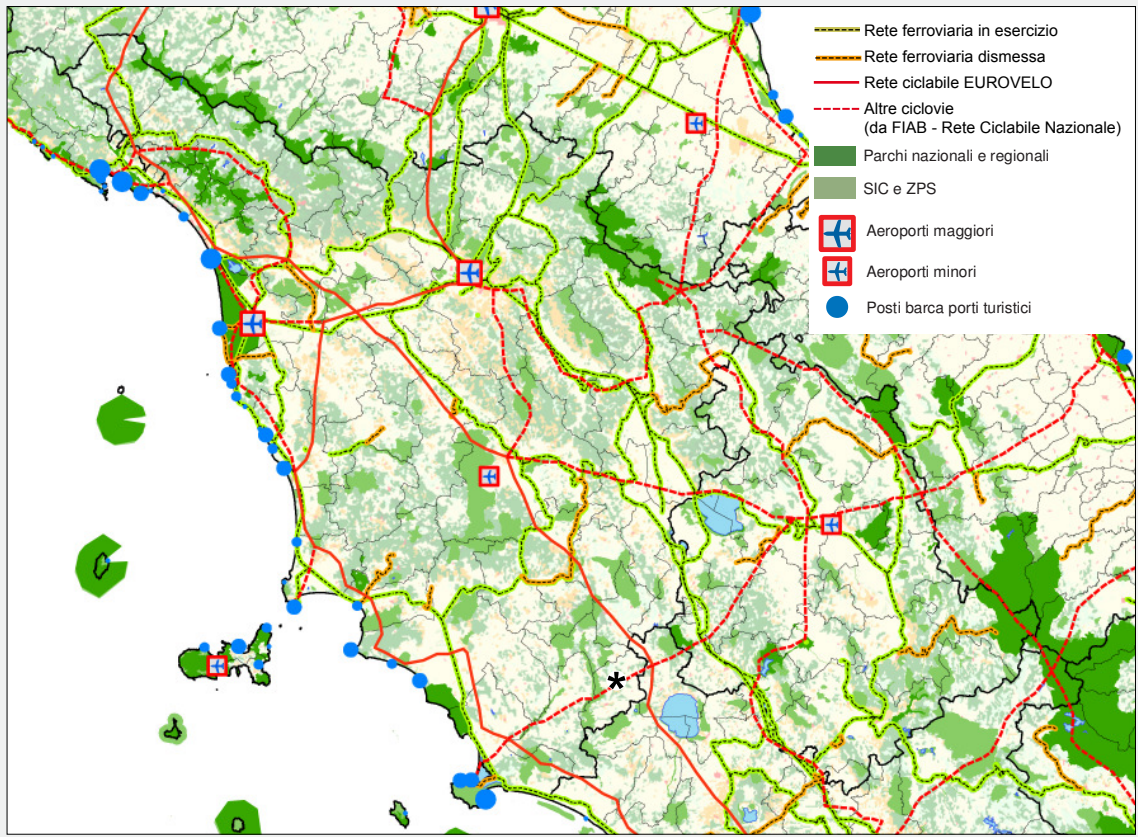 Rete ferroviaria in esercizio
Rete ferroviaria dismessa
Rete ciclabile EUROVELO
Altre ciclovie
(da FIAB - Rete Ciclabile Nazionale)
Parchi nazionali e regionali
SIC e ZPS
Aeroporti maggiori
Aeroporti minori
Posti barca porti turistici
*